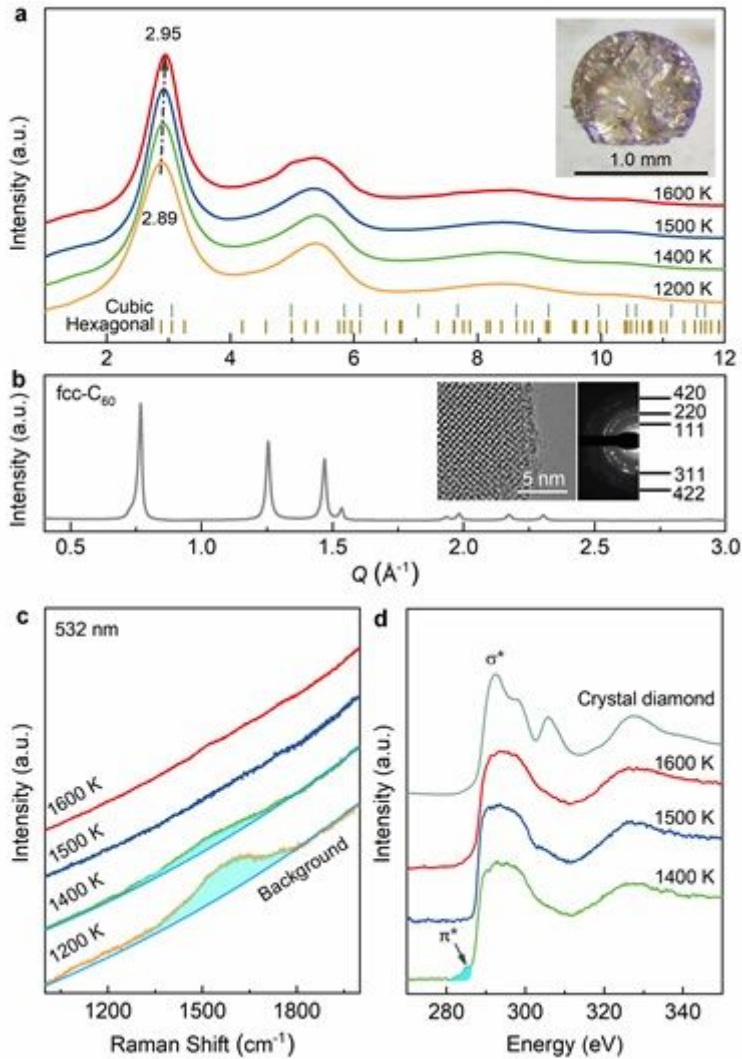 a
2.95
Intensity (a.u.)
1.0 mm
1600 K
1500 K
1400 K
1200 K
2.89
Cubic
Hexagonal
2 4 6 8 10 12
b
fcc-C₆₀
Intensity (a.u.)
5 nm
420
220
111
311
422
0.5 1.0 1.5 2.0 2.5 3.0
Q (Å⁻¹)
c
532 nm
Intensity (a.u.)
1600 K
1500 K
1400 K
1200 K
Background
1200 1500 1800
Raman Shift (cm⁻¹)
d
σ*
Crystal diamond
1600 K
1500 K
1400 K
π*
Intensity (a.u.)
280 300 320 340
Energy (eV)